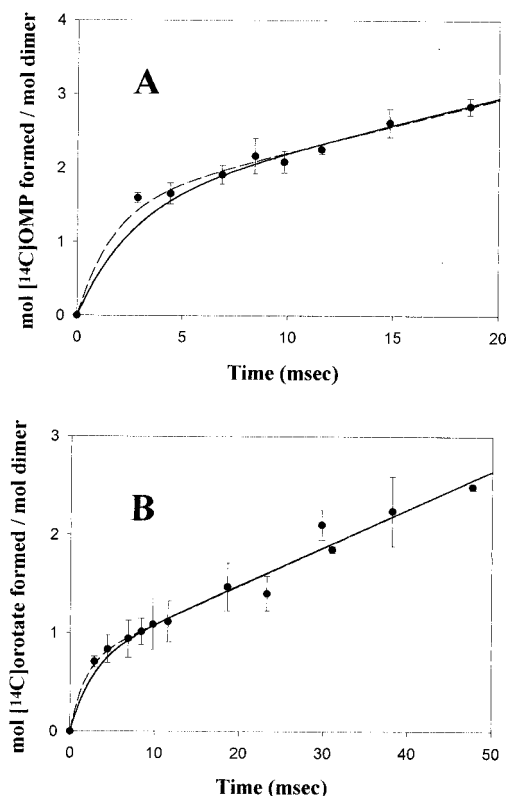 4
A
3
2
1
0
mol [¹⁴C]OMP formed / mol dimer
0 5 10 15 20
Time (msec)
3
B
2
1
0
mol [¹⁴C]orotate formed / mol dimer
0 10 20 30 40 50
Time (msec)